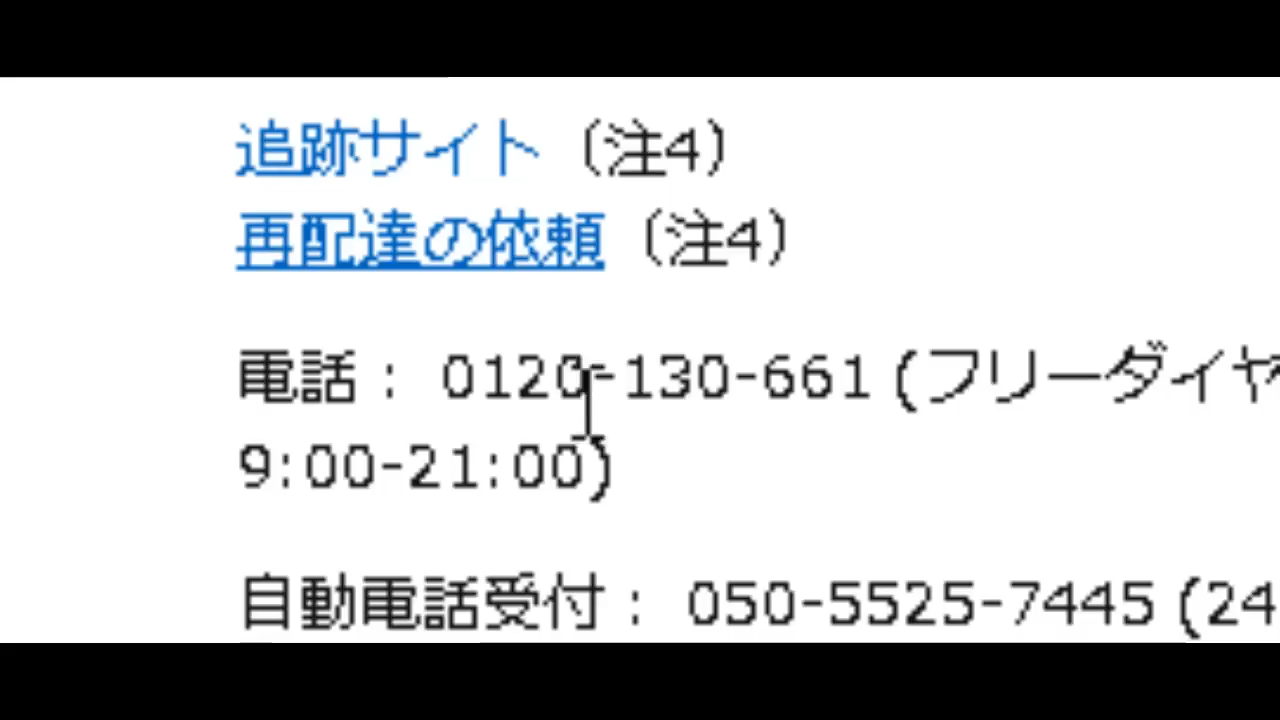 追跡サイト（注4）
再配達の依頼（注4）
電話： 0120-130-661 (フリーダイヤ
9:00-21:00)
自動電話受付： 050-5525-7445 (24